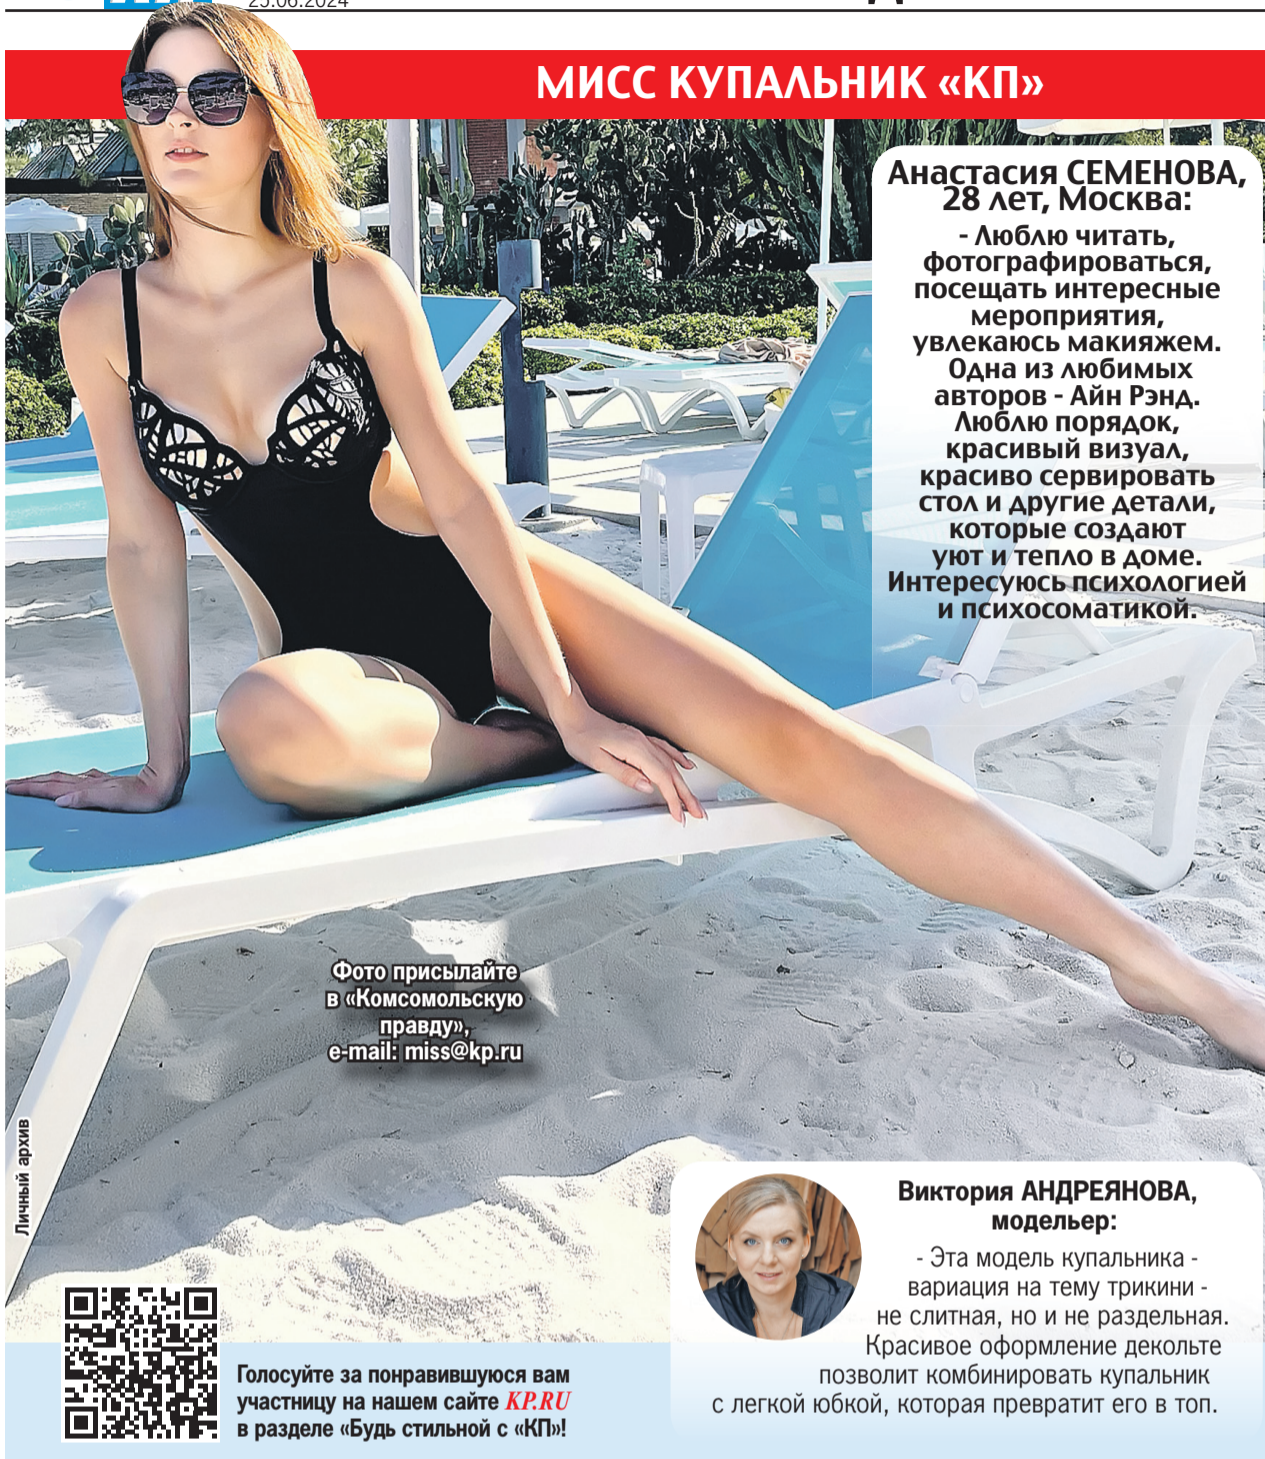 25.06.2024
МИСС КУПАЛЬНИК «КП»
Анастасия СЕМЕНОВА,
28 лет, Москва:
- Люблю читать,
фотографироваться,
посещать интересные
мероприятия,
увлекаюсь макияжем.
Одна из любимых
авторов - Айн Рэнд.
Люблю порядок,
красивый визуал,
красиво сервировать
стол и другие детали,
которые создают
уют и тепло в доме.
Интересуюсь психологией
и психосоматикой.
Фото присылайте
в «Комсомольскую
правду»,
e-mail: miss@kp.ru
Личный архив
Виктория АНДРЕЯНОВА,
модельер:
- Эта модель купальника -
вариация на тему трикини -
не слитная, но и не раздельная.
Красивое оформление декольте
позволит комбинировать купальник
с легкой юбкой, которая превратит его в топ.
Голосуйте за понравившуюся вам
участницу на нашем сайте KP.RU
в разделе «Будь стильной с «КП»!